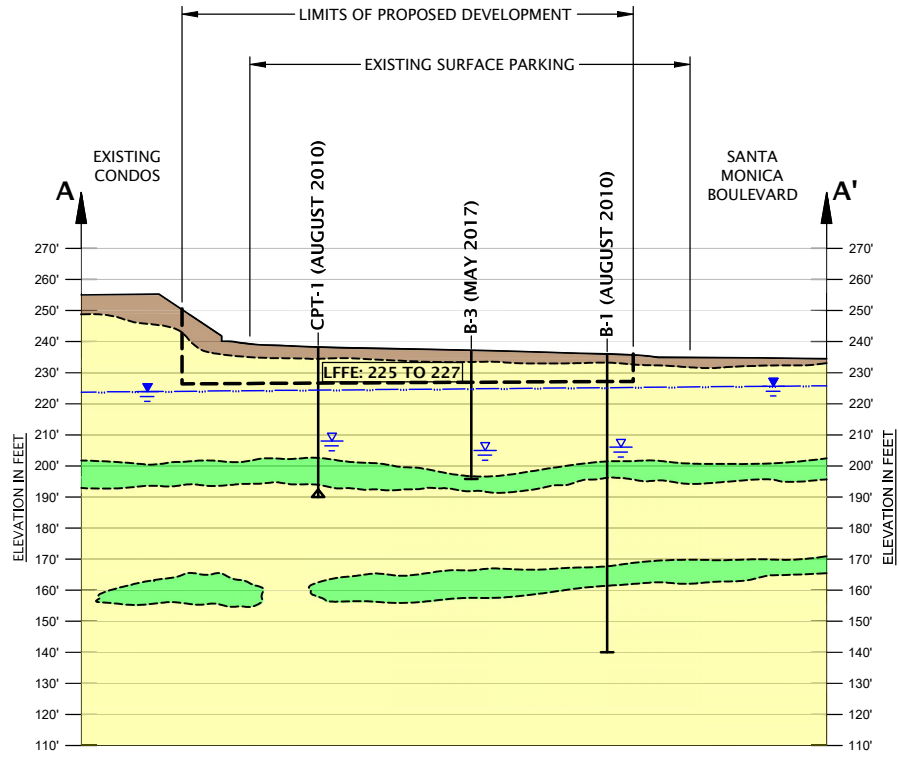 LIMITS OF PROPOSED DEVELOPMENT
EXISTING SURFACE PARKING
EXISTING
CONDOS
SANTA
MONICA
BOULEVARD
A
A'
CPT-1 (AUGUST 2010)
B-3 (MAY 2017)
B-1 (AUGUST 2010)
270'
270'
260'
260'
250'
250'
240'
240'
230'
230'
LFFE: 225 TO 227
220'
220'
210'
210'
200'
200'
190'
190'
180'
180'
170'
170'
160'
160'
150'
150'
140'
140'
130'
130'
120'
120'
110'
110'
ELEVATION IN FEET
ELEVATION IN FEET